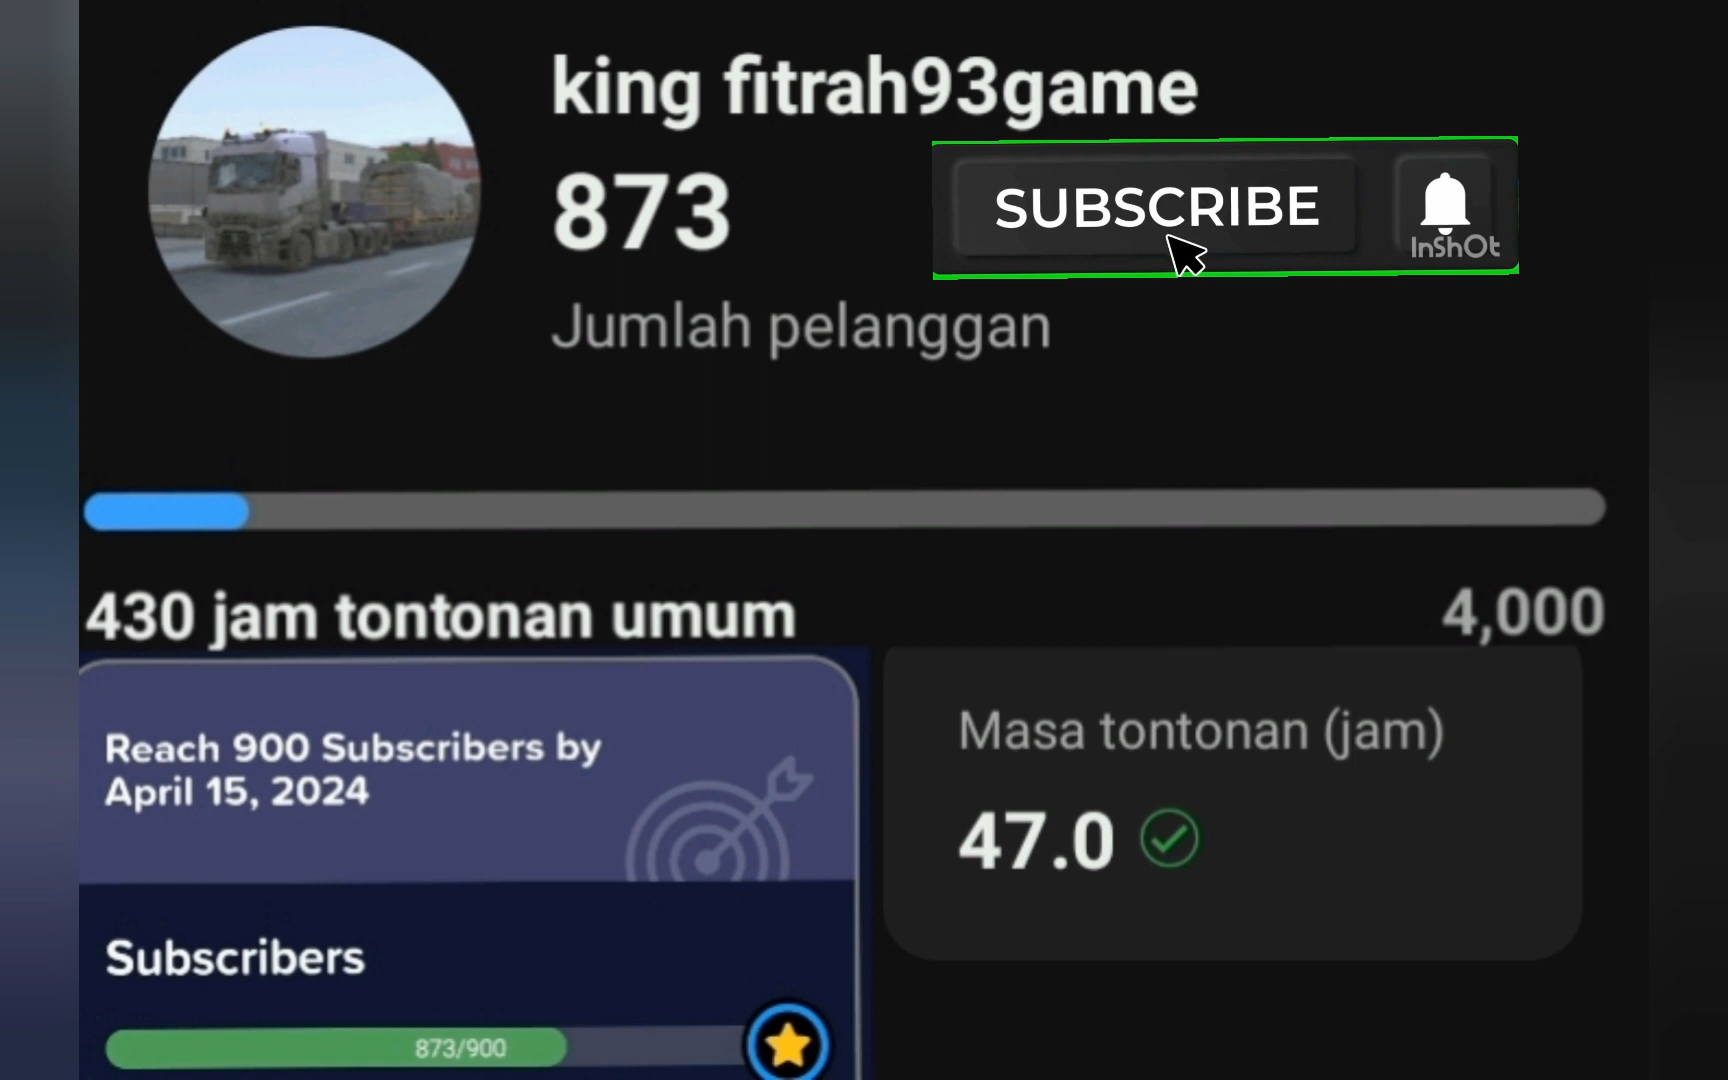 king fitrah93game
873
SUBSCRIBE
InShOt
Jumlah pelanggan
430 jam tontonan umum
4,000
Reach 900 Subscribers by
April 15, 2024
Masa tontonan (jam)
47.0
Subscribers
873/900